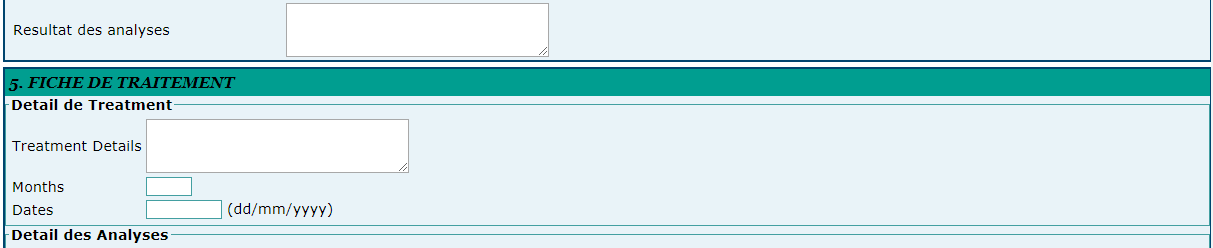 Resultat des analyses
5. FICHE DE TRAITEMENT
Detail de Treatment
Treatment Details
Months
Dates (dd/mm/yyyy)
Detail des Analyses